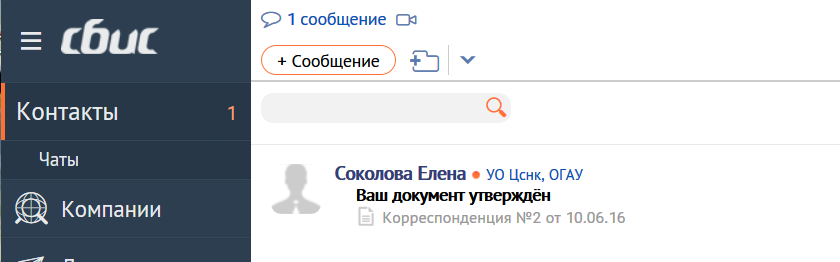 сбис
Контакты 1
Чаты
Компании
1 сообщение
+ Сообщение
Соколова Елена УО Цснк, ОГАУ
Ваш документ утверждён
Корреспонденция №2 от 10.06.16